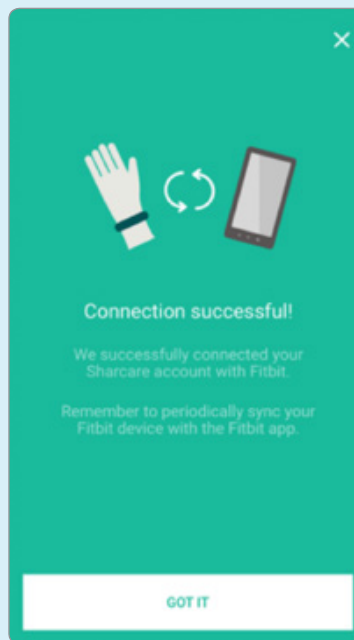 Connection successful!
We successfully connected your
Sharcare account with Fitbit.
Remember to periodically sync your
Fitbit device with the Fitbit app.
GOT IT